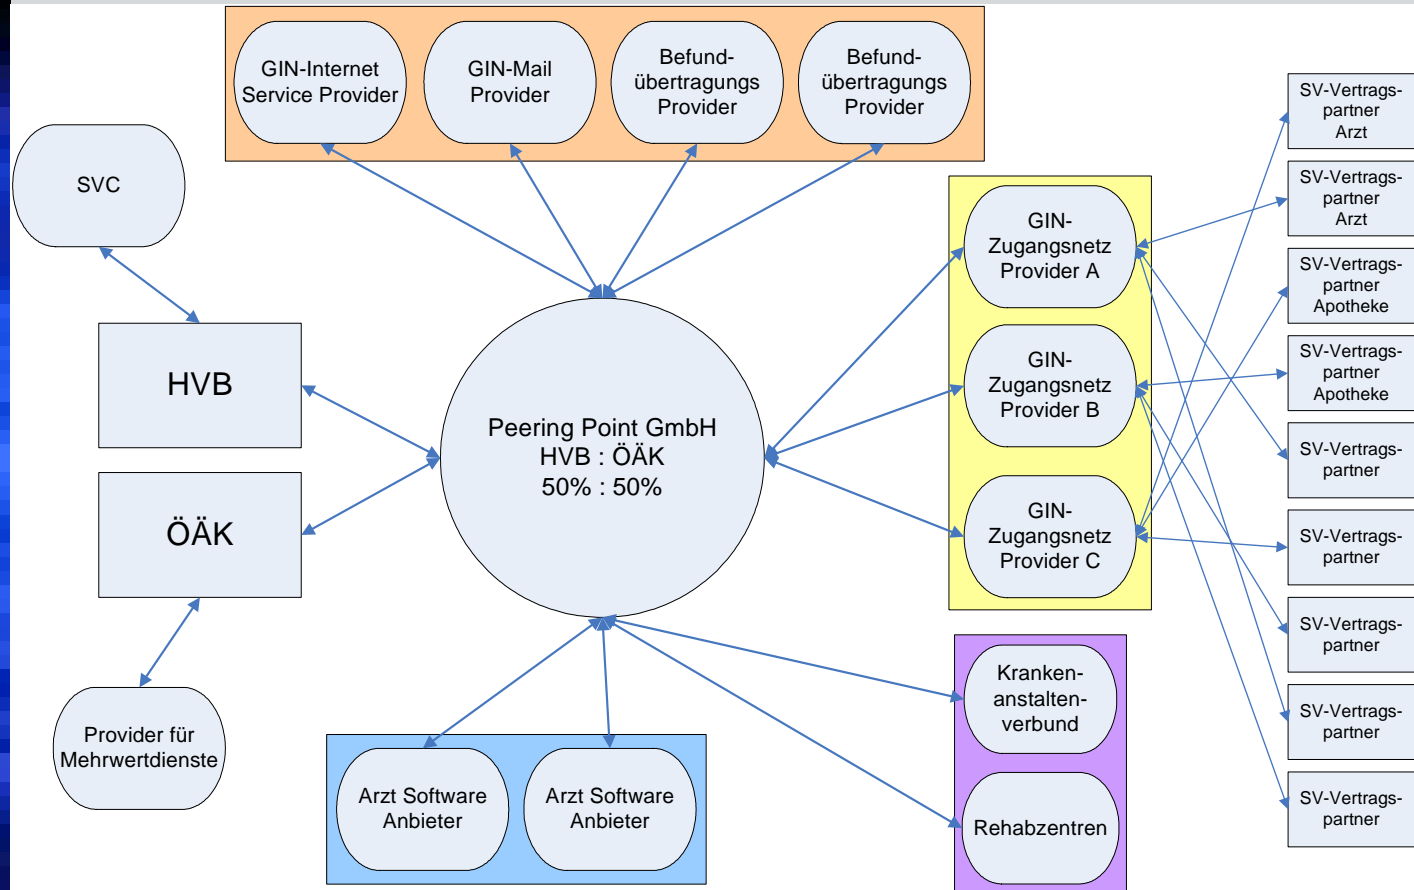 GIN-Internet
Service Provider
GIN-Mail
Provider
Befund-
übertragungs
Provider
Befund-
übertragungs
Provider
SVC
HVB
ÖÄK
Provider für
Mehrwertdienste
Peering Point GmbH
HVB : ÖÄK
50% : 50%
GIN-
Zugangsnetz
Provider A
GIN-
Zugangsnetz
Provider B
GIN-
Zugangsnetz
Provider C
Kranken-
anstalten-
verbund
Rehabzentren
Arzt Software
Anbieter
Arzt Software
Anbieter
SV-Vertrags-
partner
Arzt
SV-Vertrags-
partner
Arzt
SV-Vertrags-
partner
Apotheke
SV-Vertrags-
partner
Apotheke
SV-Vertrags-
partner
SV-Vertrags-
partner
SV-Vertrags-
partner
SV-Vertrags-
partner
SV-Vertrags-
partner